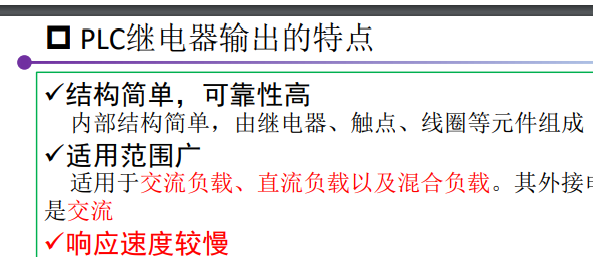 PLC继电器输出的特点
结构简单，可靠性高
内部结构简单，由继电器、触点、线圈等元件组成
适用范围广
适用于交流负载、直流负载以及混合负载。其外接
是交流
响应速度较慢